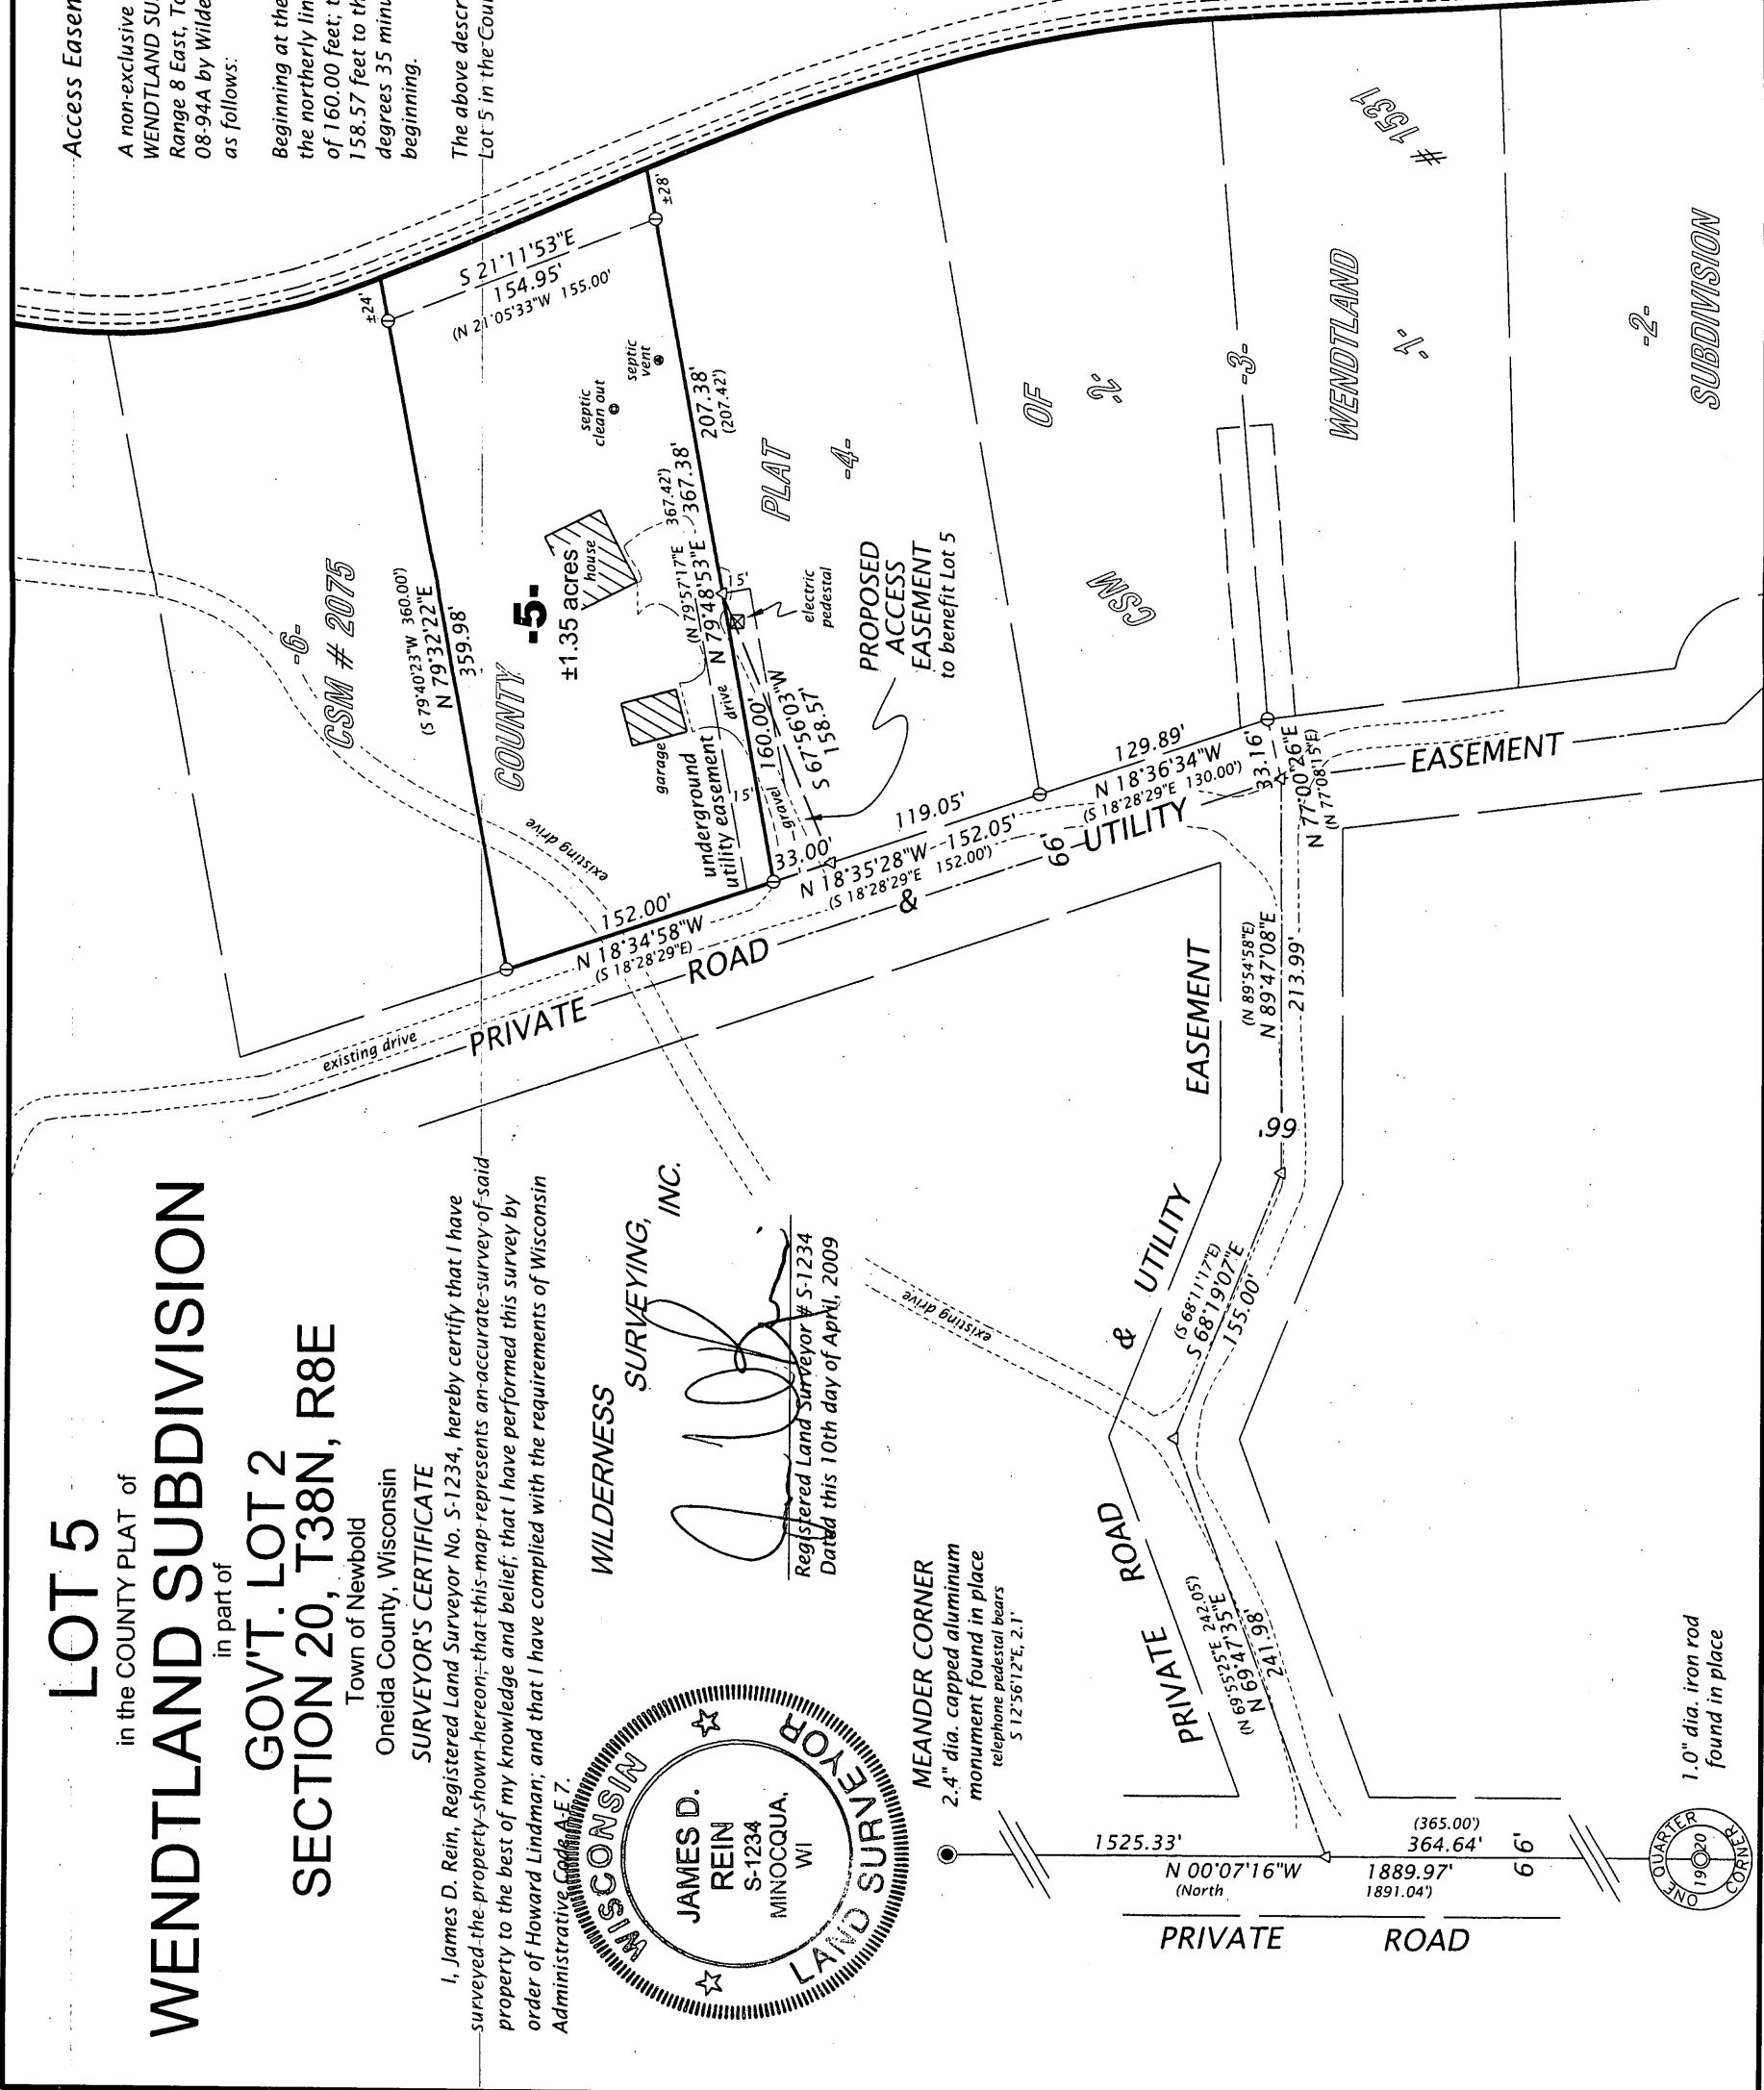 LOT 5
in the COUNTY PLAT of
WENDTLAND SUBDIVISION
in part of
GOV'T. LOT 2
SECTION 20, T38N, R8E
Town of Newbold
Oneida County, Wisconsin
SURVEYOR'S CERTIFICATE
I, James D. Rein, Registered Land Surveyor No. S-1234, hereby certify that I have
surveyed the property shown hereon; that this map represents an accurate survey of said
property to the best of my knowledge and belief; that I have performed this survey by
order of Howard Lindman; and that I have complied with the requirements of Wisconsin
Administrative Code A-E 7.
WISCONSIN
JAMES D.
REIN
S-1234
MINOCQUA,
WI
LAND SURVEYOR
WILDERNESS
SURVEYING,
INC.
Registered Land Surveyor # S-1234
Dated this 10th day of April, 2009
MEANDER CORNER
2.4" dia. capped aluminum
monument found in place
telephone pedestal bears
S 12°56'12"E, 2.1'
1525.33'
N 00°07'16"W
(North
1889.97'
1891.04')
(365.00')
364.64'
66'
PRIVATE ROAD
ONE QUARTER
19 20
CORNER
1.0" dia. iron rod
found in place
PRIVATE ROAD & UTILITY EASEMENT
(N 69°55'25"E 242.05')
N 69°47'35"E
241.98'
(S 68°11'17"E)
S 68°19'07"E
155.00'
66'
(N 89°54'58"E)
N 89°47'08"E
213.99'
existing drive
existing drive
PRIVATE ROAD & UTILITY EASEMENT
66'
N 77°00'26"E
(N 77°08'15"E)
33.16'
129.89'
N 18°36'34"W
(S 18°28'29"E 130.00')
119.05'
N 18°35'28"W 152.05'
(S 18°28'29"E 152.00')
33.00'
152.00'
N 18°34'58"W
(S 18°28'29"E)
existing drive
-6-
CSM # 2075
(S 79°40'23"W 360.00')
N 79°32'22"E
359.98'
±24'
COUNTY
-5-
±1.35 acres
house
garage
underground
utility easement
15'
gravel drive
160.00'
S 67°56'03"W
158.57'
(N 79°57'17"E 367.42')
N 79°48'53"E 367.38'
15'
207.38'
(207.42')
±28'
S 21°11'53"E
154.95'
(N 21°05'33"W 155.00'
septic
clean out
septic
vent
electric
pedestal
PROPOSED
ACCESS
EASEMENT
to benefit Lot 5
PLAT
-4-
OF
-2-
CSM
-3-
WENDTLAND
-1-
# 1531
-2-
SUBDIVISION
Access Easen
A non-exclusive
WENDTLAND SU
Range 8 East, To
08-94A by Wilde
as follows:
Beginning at the
the northerly lin
of 160.00 feet; t
158.57 feet to th
degrees 35 minu
beginning.
The above descr
Lot 5 in the Cou